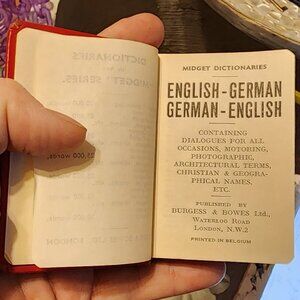 MIDGET DICTIONARIES
ENGLISH-GERMAN
GERMAN-ENGLISH
CONTAINING
DIALOGUES FOR ALL
OCCASIONS, MOTORING,
PHOTOGRAPHIC,
ARCHITECTURAL TERMS,
CHRISTIAN & GEOGRA-
PHICAL NAMES,
ETC.
PUBLISHED BY
BURGESS & BOWES Ltd.,
WATERLOO ROAD
LONDON, N.W.2
PRINTED IN BELGIUM